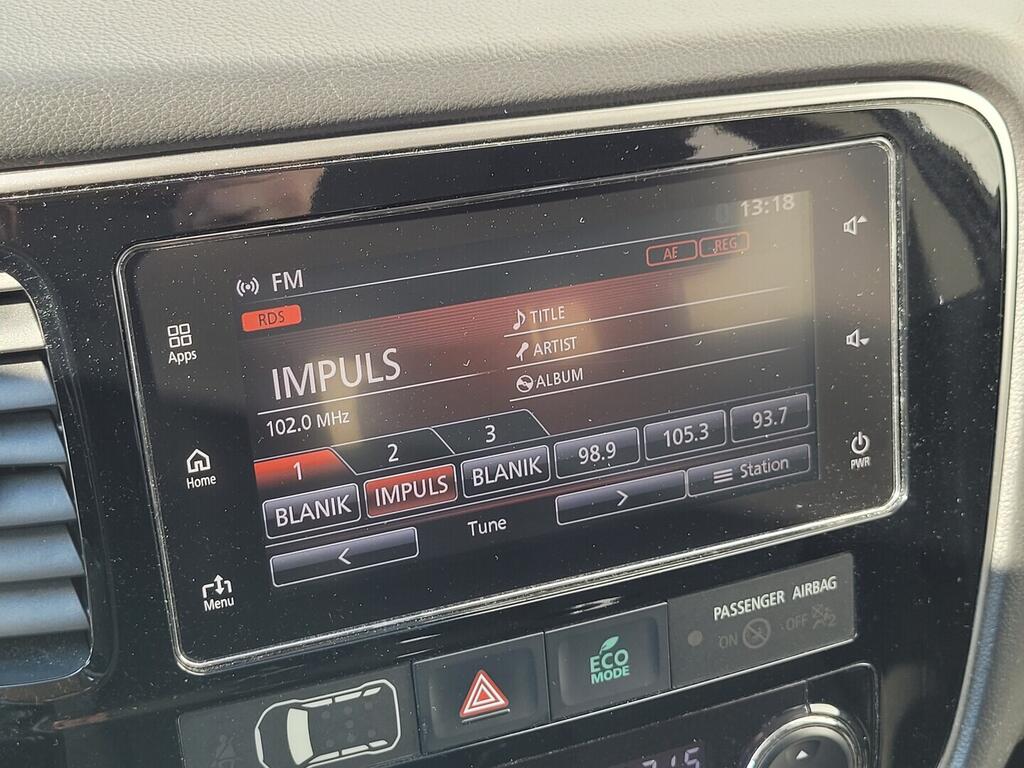 13:18
FM
AF REG
RDS
TITLE
Apps
IMPULS
ARTIST
ALBUM
102.0 MHz
1 2 3
BLANIK IMPULS BLANIK 98.9 105.3 93.7
Home
PWR
< Tune > Station
Menu
PASSENGER AIRBAG
ON OFF
ECO
MODE